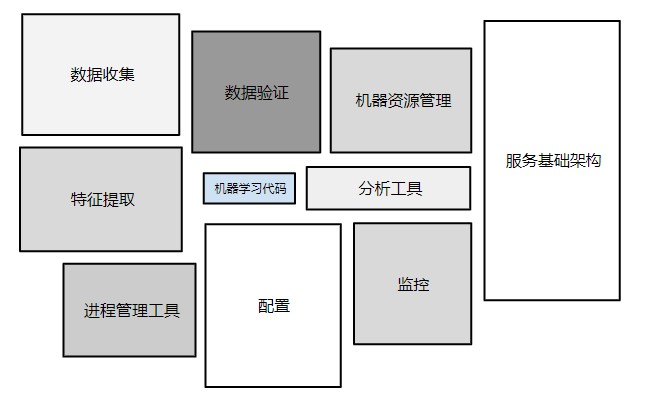 数据收集
数据验证
机器资源管理
服务基础架构
特征提取
机器学习代码
分析工具
进程管理工具
配置
监控